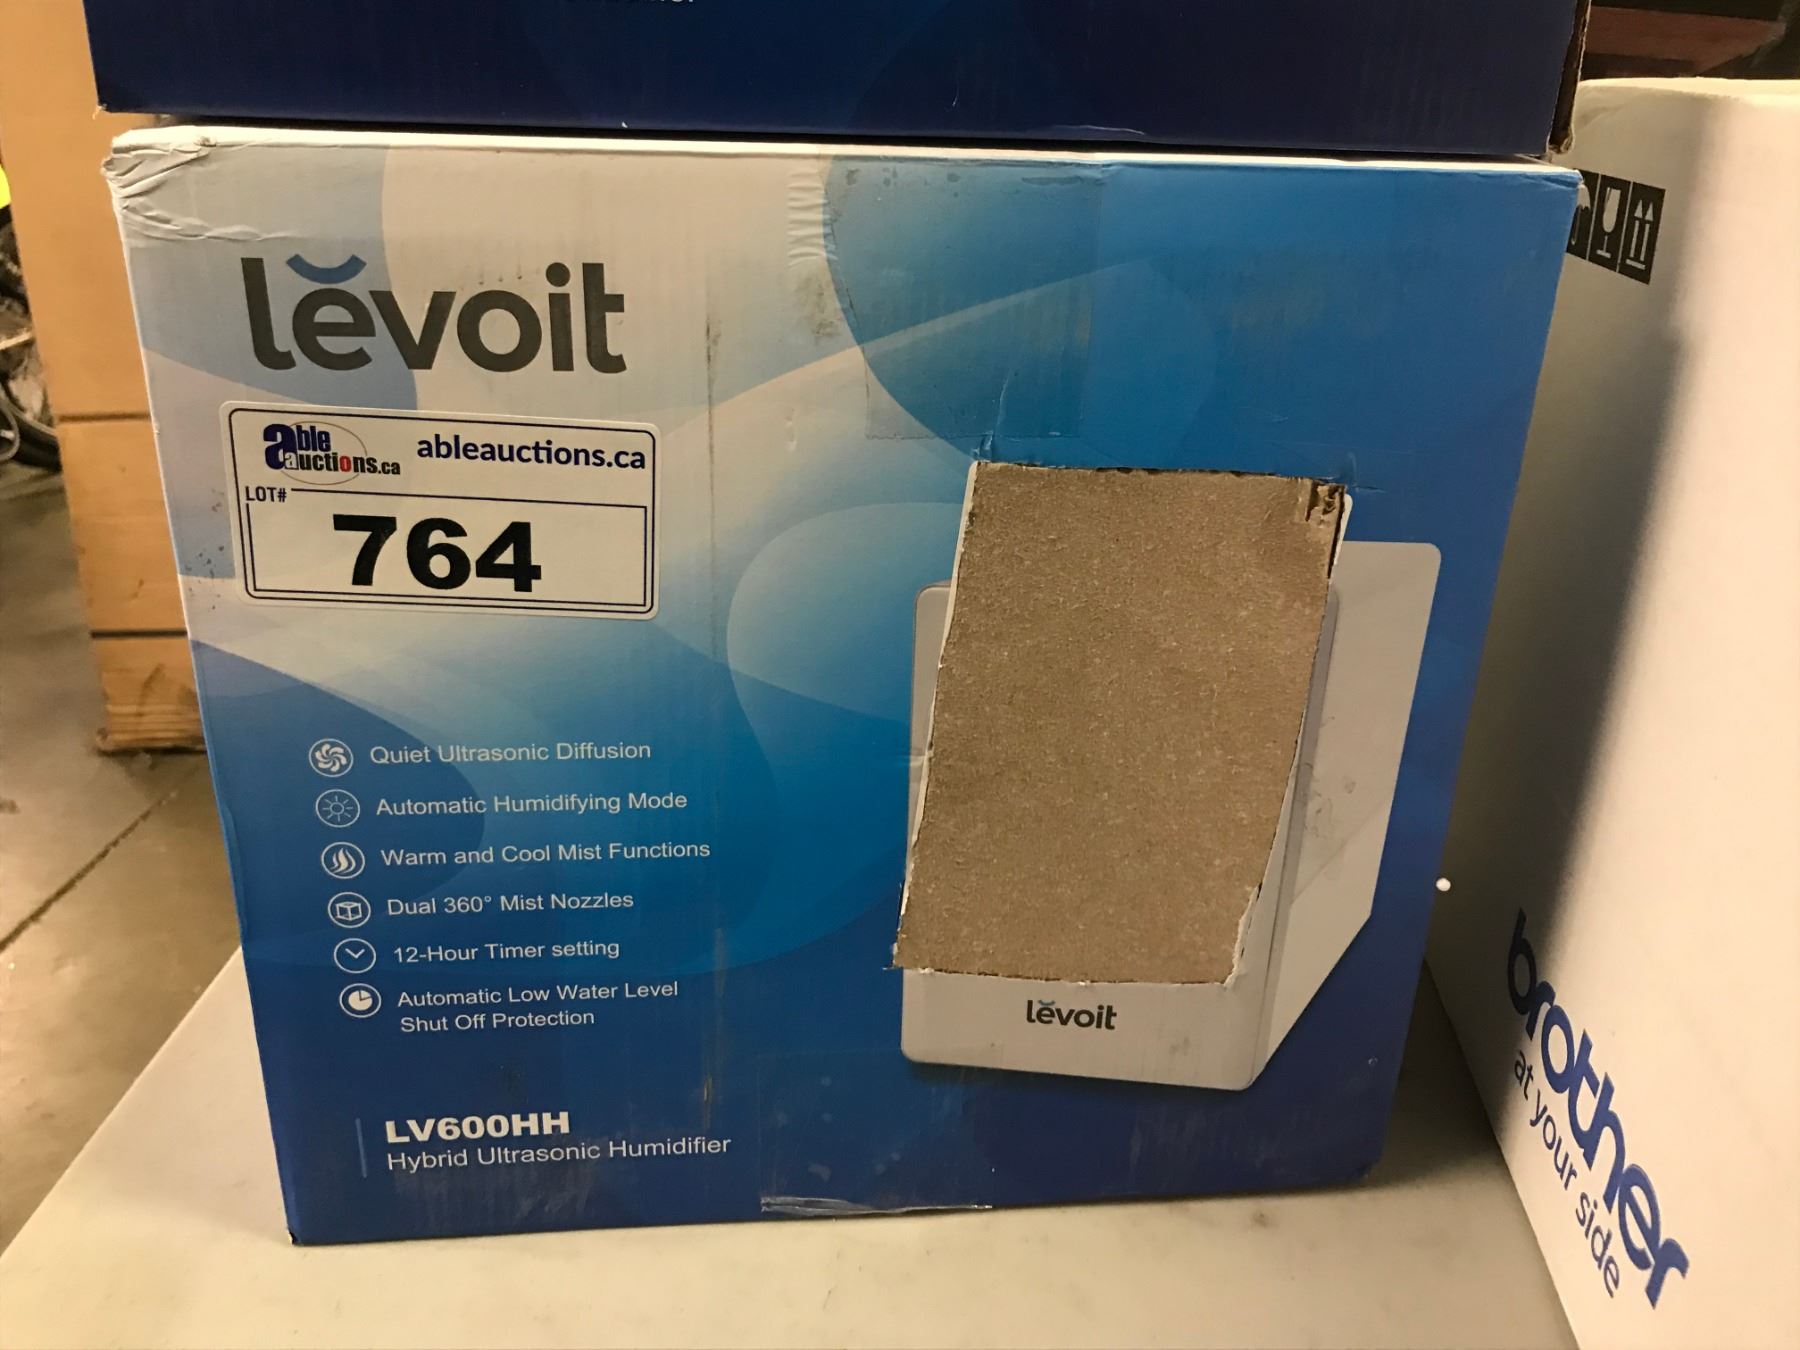 lĕvoit
able auctions.ca
ableauctions.ca
LOT#
764
Quiet Ultrasonic Diffusion
Automatic Humidifying Mode
Warm and Cool Mist Functions
Dual 360° Mist Nozzles
12-Hour Timer setting
Automatic Low Water Level
Shut Off Protection
LV600HH
Hybrid Ultrasonic Humidifier
lĕvoit
brother
at your side